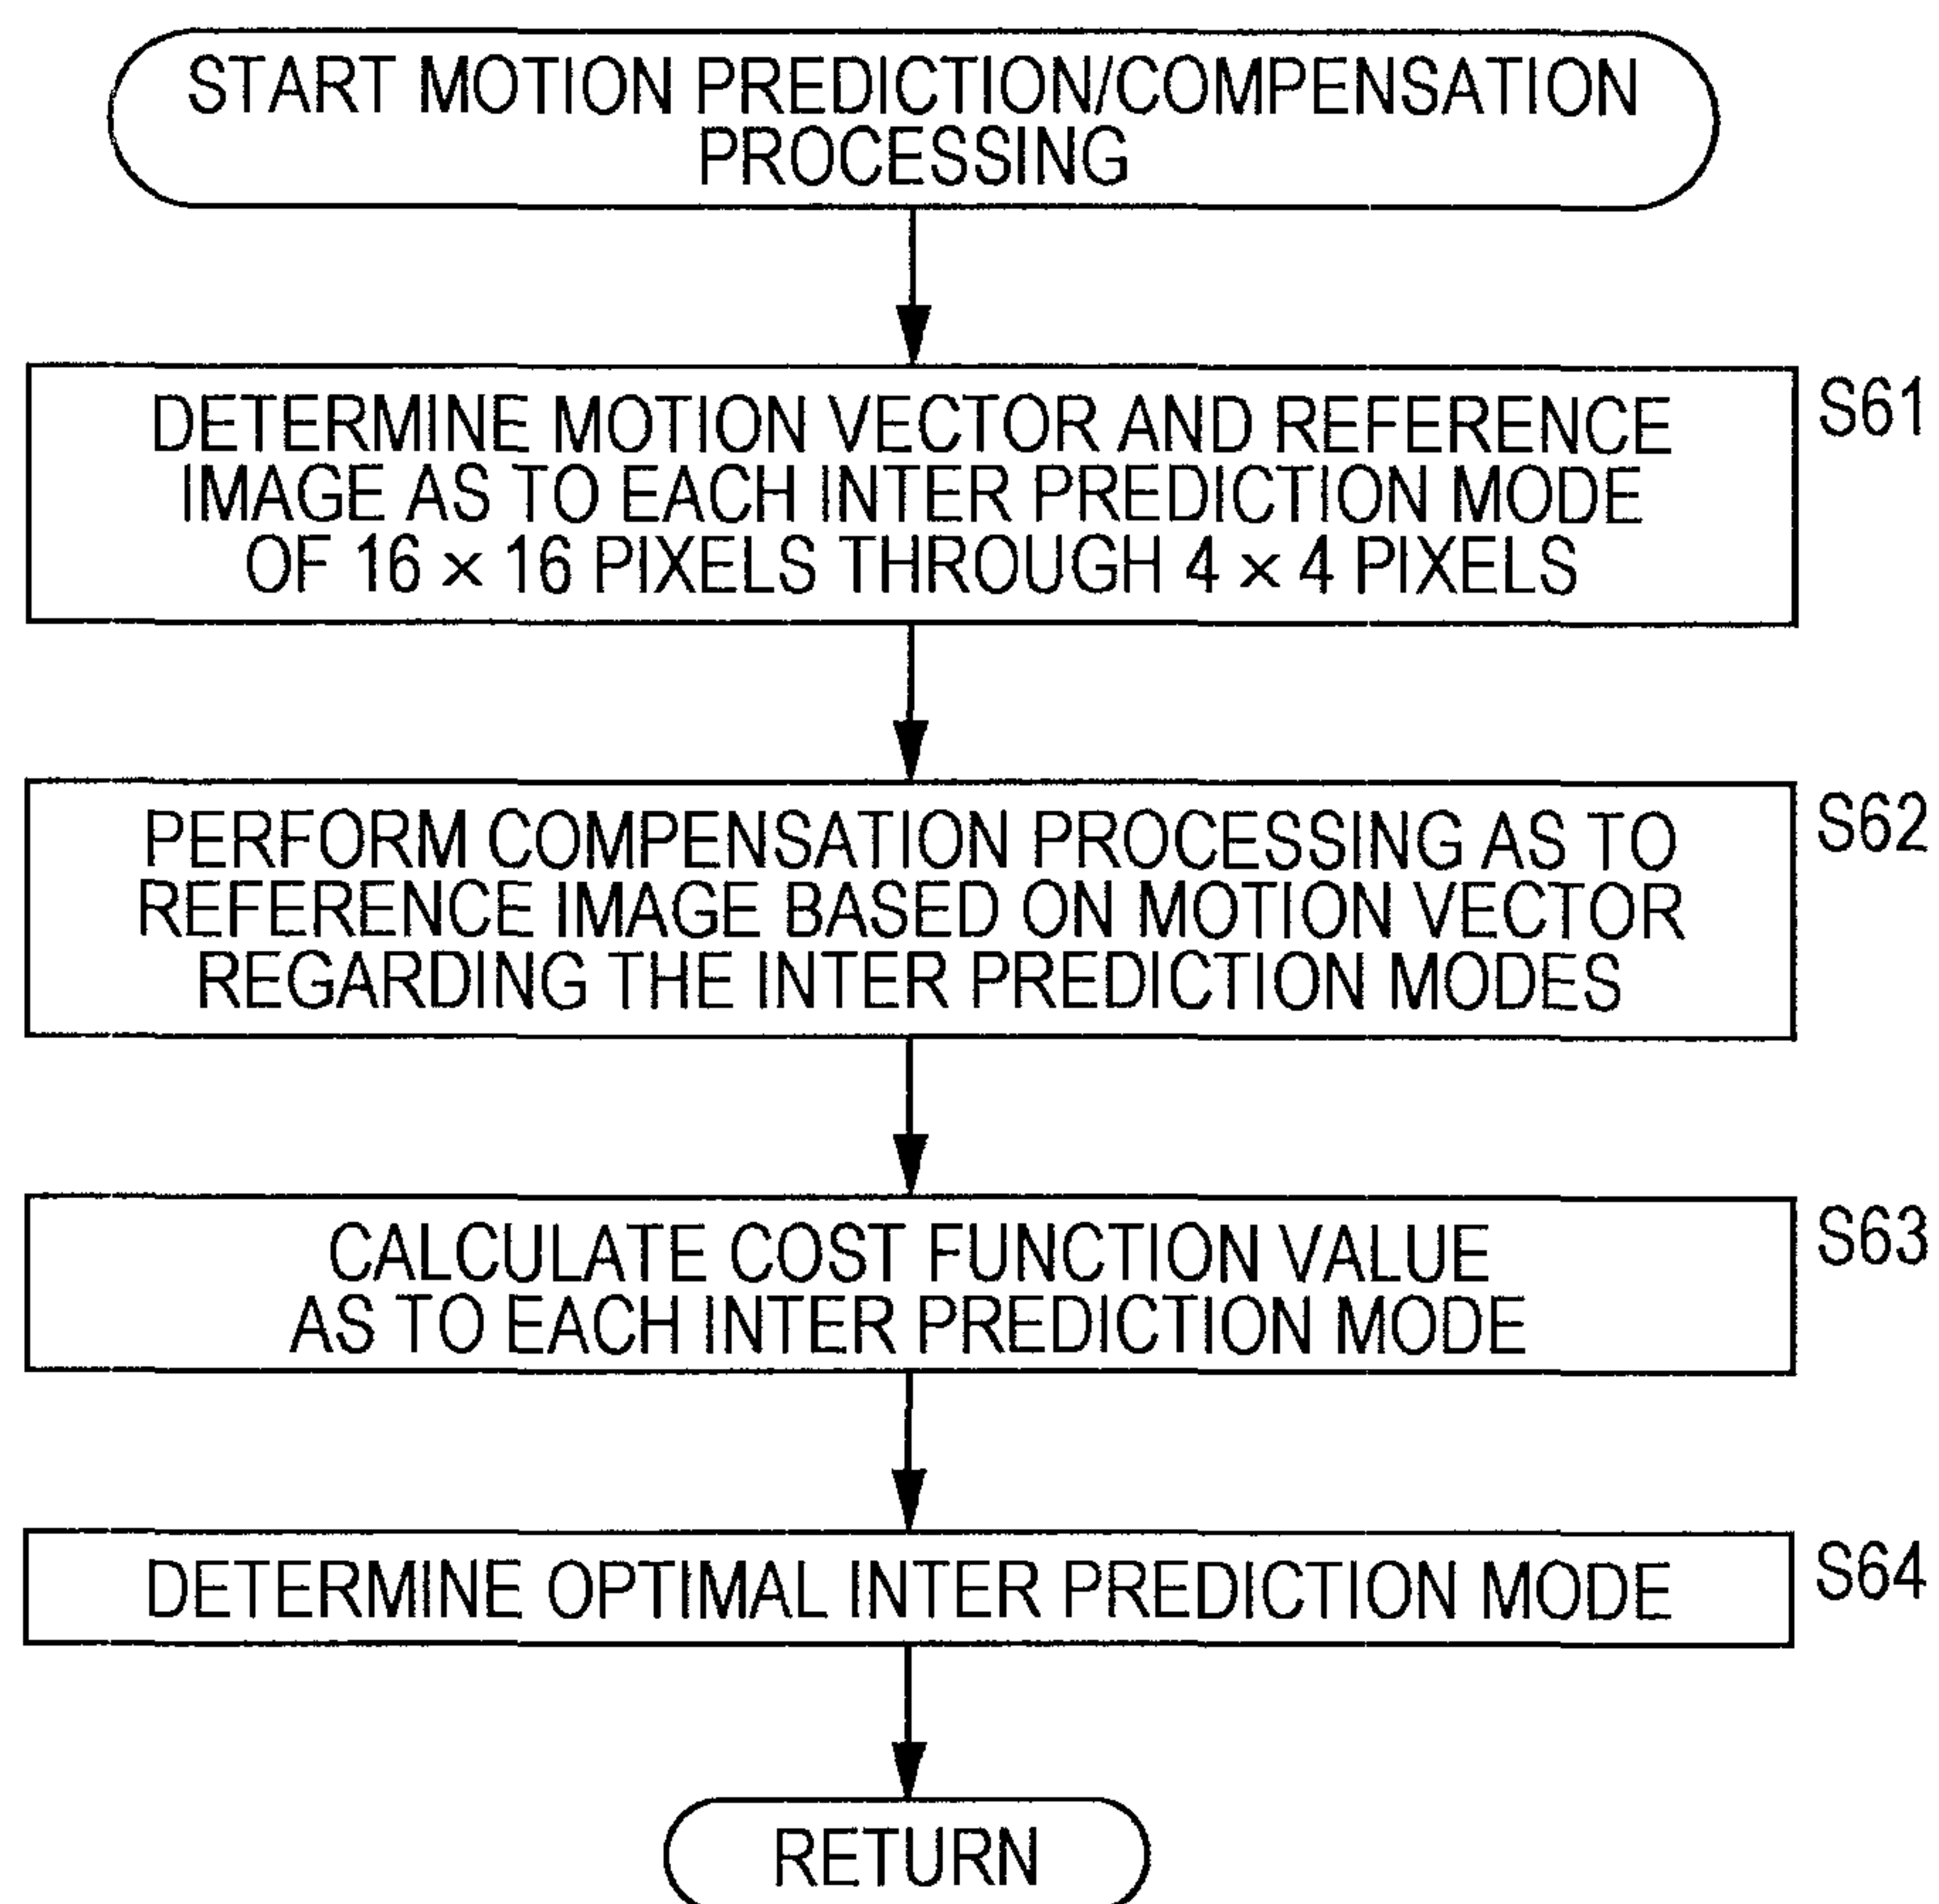 START MOTION PREDICTION/COMPENSATION
PROCESSING
DETERMINE MOTION VECTOR AND REFERENCE
IMAGE AS TO EACH INTER PREDICTION MODE
OF 16 × 16 PIXELS THROUGH 4 × 4 PIXELS
S61
PERFORM COMPENSATION PROCESSING AS TO
REFERENCE IMAGE BASED ON MOTION VECTOR
REGARDING THE INTER PREDICTION MODES
S62
CALCULATE COST FUNCTION VALUE
AS TO EACH INTER PREDICTION MODE
S63
DETERMINE OPTIMAL INTER PREDICTION MODE
S64
RETURN